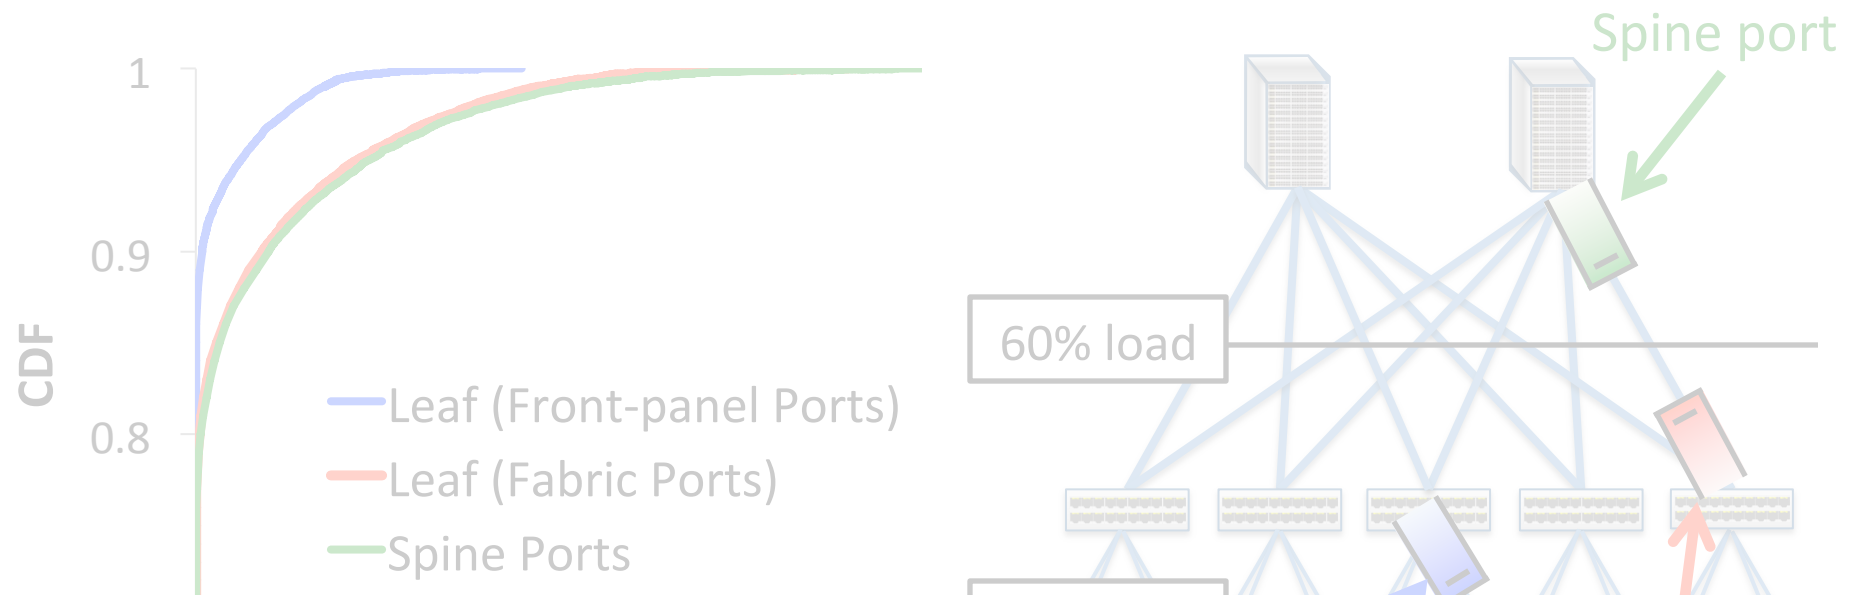 Spine port
1
0.9
CDF
60% load
Leaf (Front-panel Ports)
0.8
Leaf (Fabric Ports)
Spine Ports